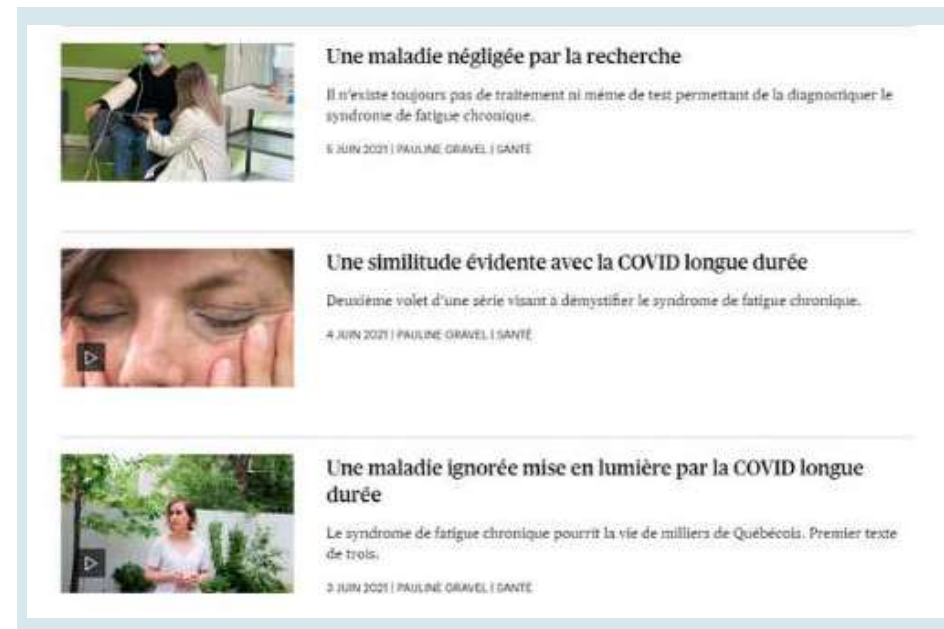 Une maladie négligée par la recherche
Il n'existe toujours pas de traitement ni même de test permettant de la diagnostiquer le
syndrome de fatigue chronique.
5 JUIN 2021 | PAULINE GRAVEL | SANTÉ
Une similitude évidente avec la COVID longue durée
Deuxième volet d'une série visant à démystifier le syndrome de fatigue chronique.
4 JUIN 2021 | PAULINE GRAVEL | SANTÉ
Une maladie ignorée mise en lumière par la COVID longue
durée
Le syndrome de fatigue chronique pourrit la vie de milliers de Québécois. Premier texte
de trois.
3 JUIN 2021 | PAULINE GRAVEL | SANTÉ